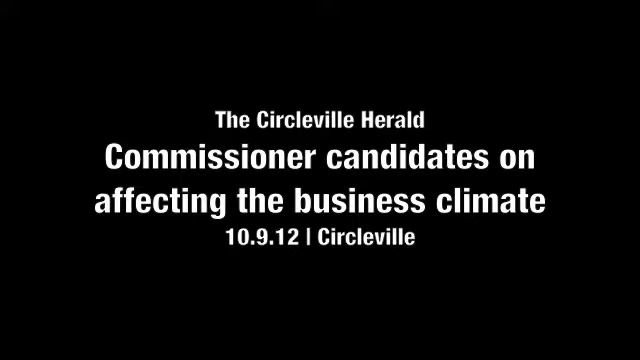 The Circleville Herald
Commissioner candidates on
affecting the business climate
10.9.12 | Circleville